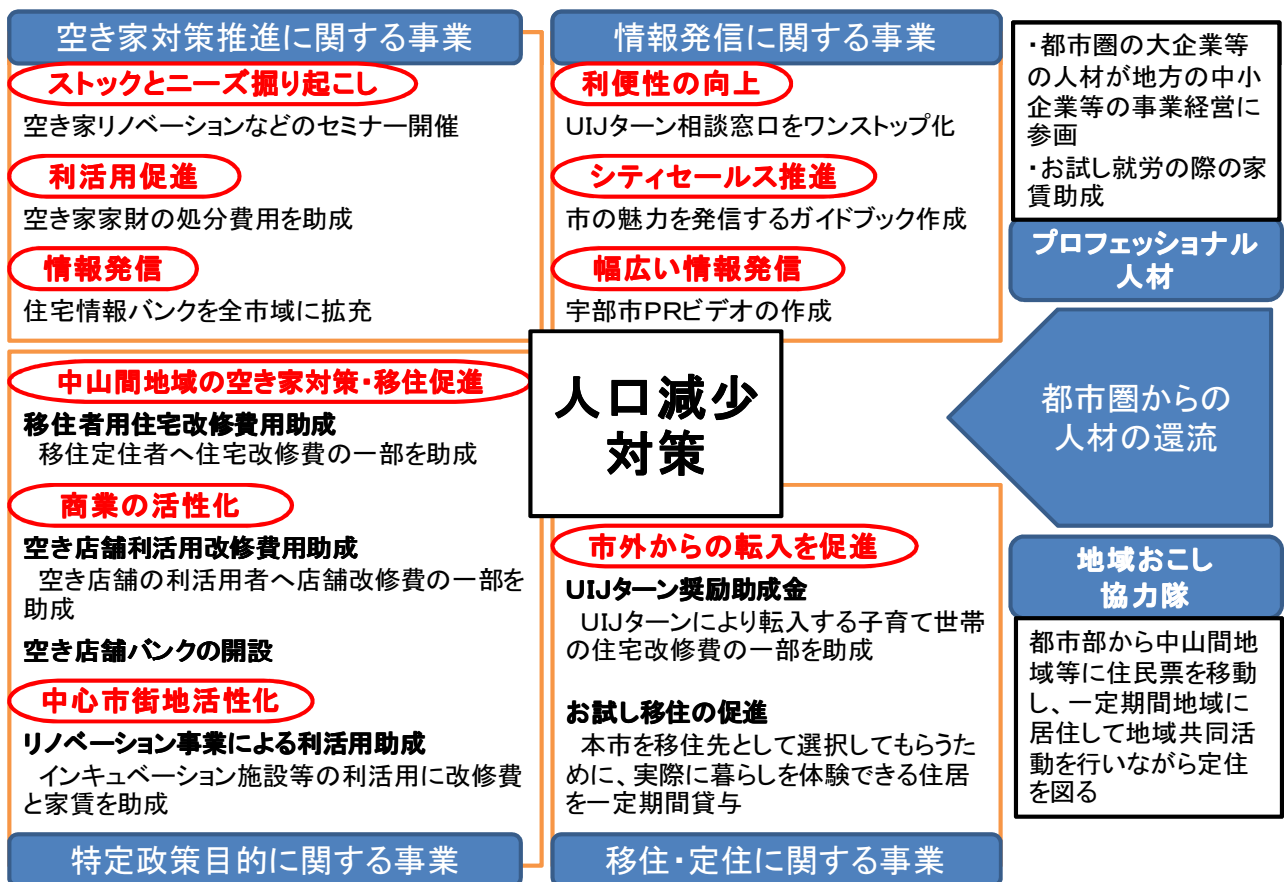 空き家対策推進に関する事業
ストックとニーズ掘り起こし
空き家リノベーションなどのセミナー開催
利活用促進
空き家家財の処分費用を助成
情報発信
住宅情報バンクを全市域に拡充
情報発信に関する事業
利便性の向上
UIJターン相談窓口をワンストップ化
シティセールス推進
市の魅力を発信するガイドブック作成
幅広い情報発信
宇部市PRビデオの作成
・都市圏の大企業等
の人材が地方の中小
企業等の事業経営に
参画
・お試し就労の際の家
賃助成
プロフェッショナル
人材
人口減少
対策
都市圏からの
人材の還流
中山間地域の空き家対策・移住促進
移住者用住宅改修費用助成
移住定住者へ住宅改修費の一部を助成
商業の活性化
空き店舗利活用改修費用助成
空き店舗の利活用者へ店舗改修費の一部を
助成
空き店舗バンクの開設
中心市街地活性化
リノベーション事業による利活用助成
インキュベーション施設等の利活用に改修費
と家賃を助成
特定政策目的に関する事業
市外からの転入を促進
UIJターン奨励助成金
UIJターンにより転入する子育て世帯
の住宅改修費の一部を助成
お試し移住の促進
本市を移住先として選択してもらうた
めに、実際に暮らしを体験できる住居
を一定期間貸与
移住・定住に関する事業
地域おこし
協力隊
都市部から中山間地
域等に住民票を移動
し、一定期間地域に
居住して地域共同活
動を行いながら定住
を図る